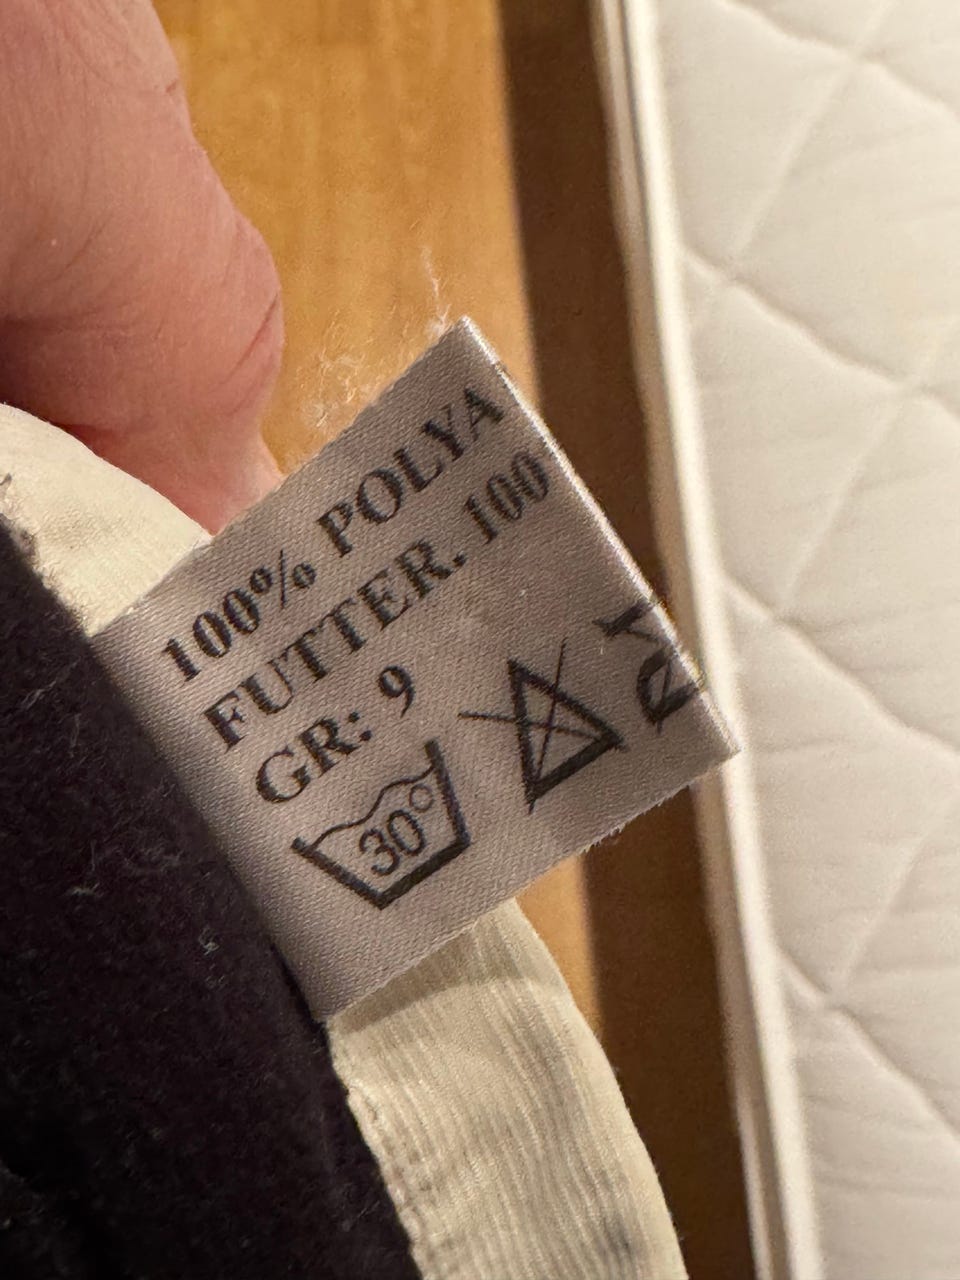 100% POLYA
FUTTER. 100
GR: 9
30°